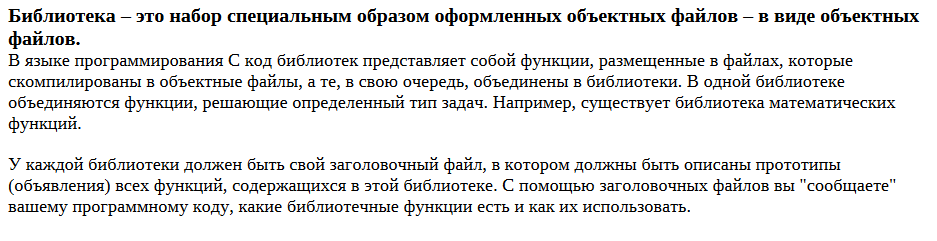 Библиотека – это набор специальным образом оформленных объектных файлов – в виде объектных
файлов.
В языке программирования C код библиотек представляет собой функции, размещенные в файлах, которые
скомпилированы в объектные файлы, а те, в свою очередь, объединены в библиотеки. В одной библиотеке
объединяются функции, решающие определенный тип задач. Например, существует библиотека математических
функций.
У каждой библиотеки должен быть свой заголовочный файл, в котором должны быть описаны прототипы
(объявления) всех функций, содержащихся в этой библиотеке. С помощью заголовочных файлов вы "сообщаете"
вашему программному коду, какие библиотечные функции есть и как их использовать.